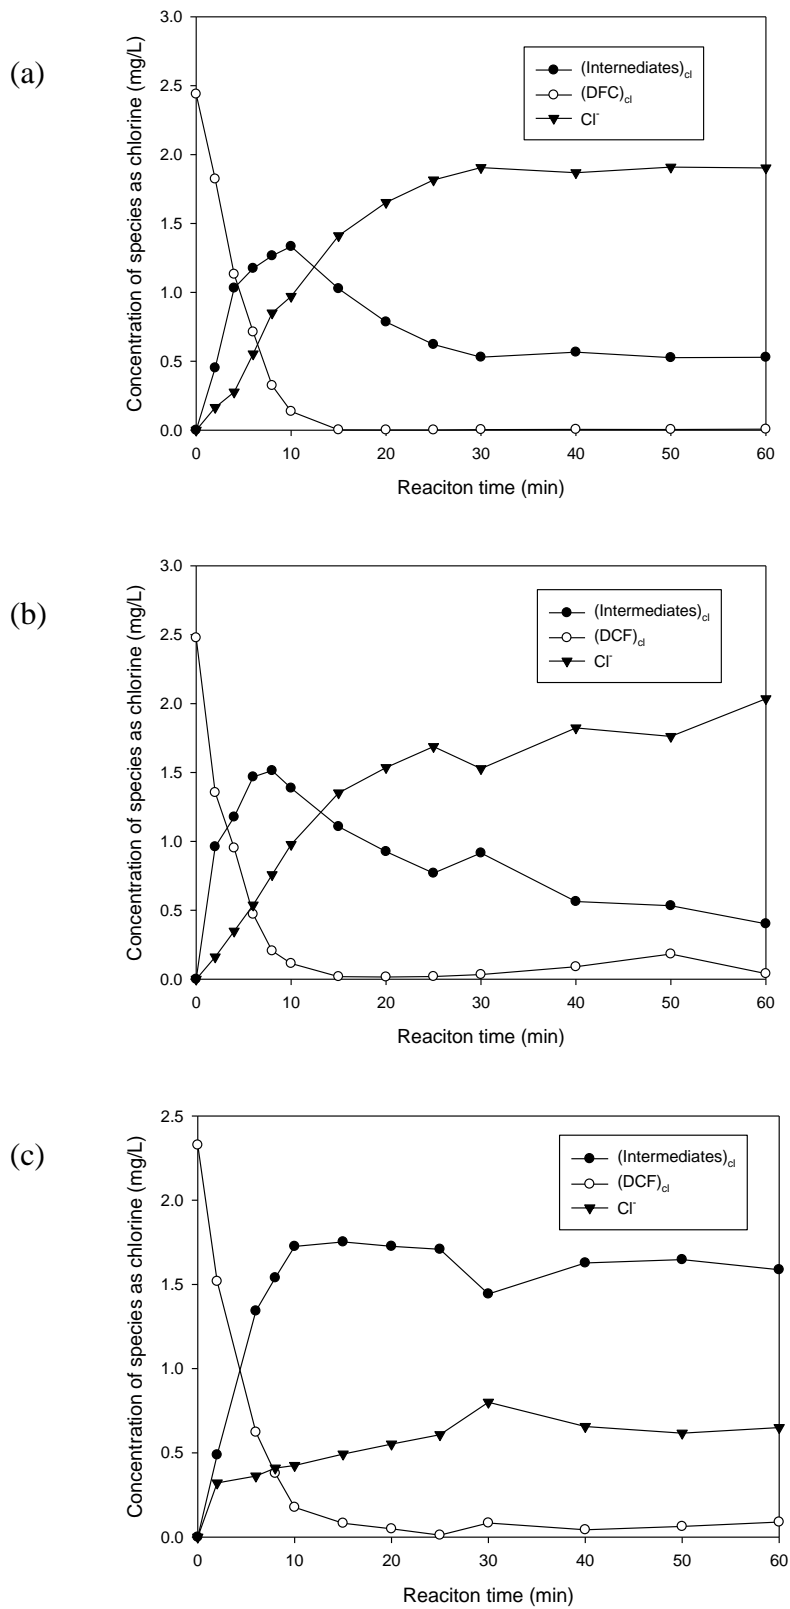 (a)
Concentration of species as chlorine (mg/L)
3.0
2.5
2.0
1.5
1.0
0.5
0.0
(Internediates)cl
(DFC)cl
Cl-
0 10 20 30 40 50 60
Reaciton time (min)
(b)
Concentration of species as chlorine (mg/L)
3.0
2.5
2.0
1.5
1.0
0.5
0.0
(Intermediates)cl
(DCF)cl
Cl-
0 10 20 30 40 50 60
Reaciton time (min)
(c)
Concentration of species as chlorine (mg/L)
2.5
2.0
1.5
1.0
0.5
0.0
(Intermediates)cl
(DCF)cl
Cl-
0 10 20 30 40 50 60
Reaciton time (min)